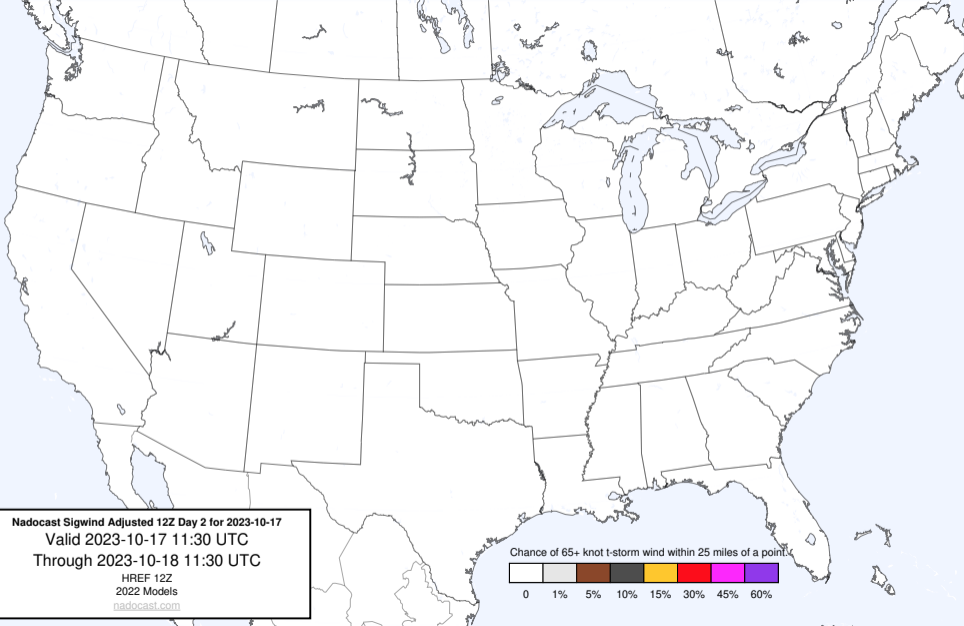 Nadocast Sigwind Adjusted 12Z Day 2 for 2023-10-17
Valid 2023-10-17 11:30 UTC
Through 2023-10-18 11:30 UTC
HREF 12Z
2022 Models
nadocast.com
Chance of 65+ knot t-storm wind within 25 miles of a point.
0 1% 5% 10% 15% 30% 45% 60%